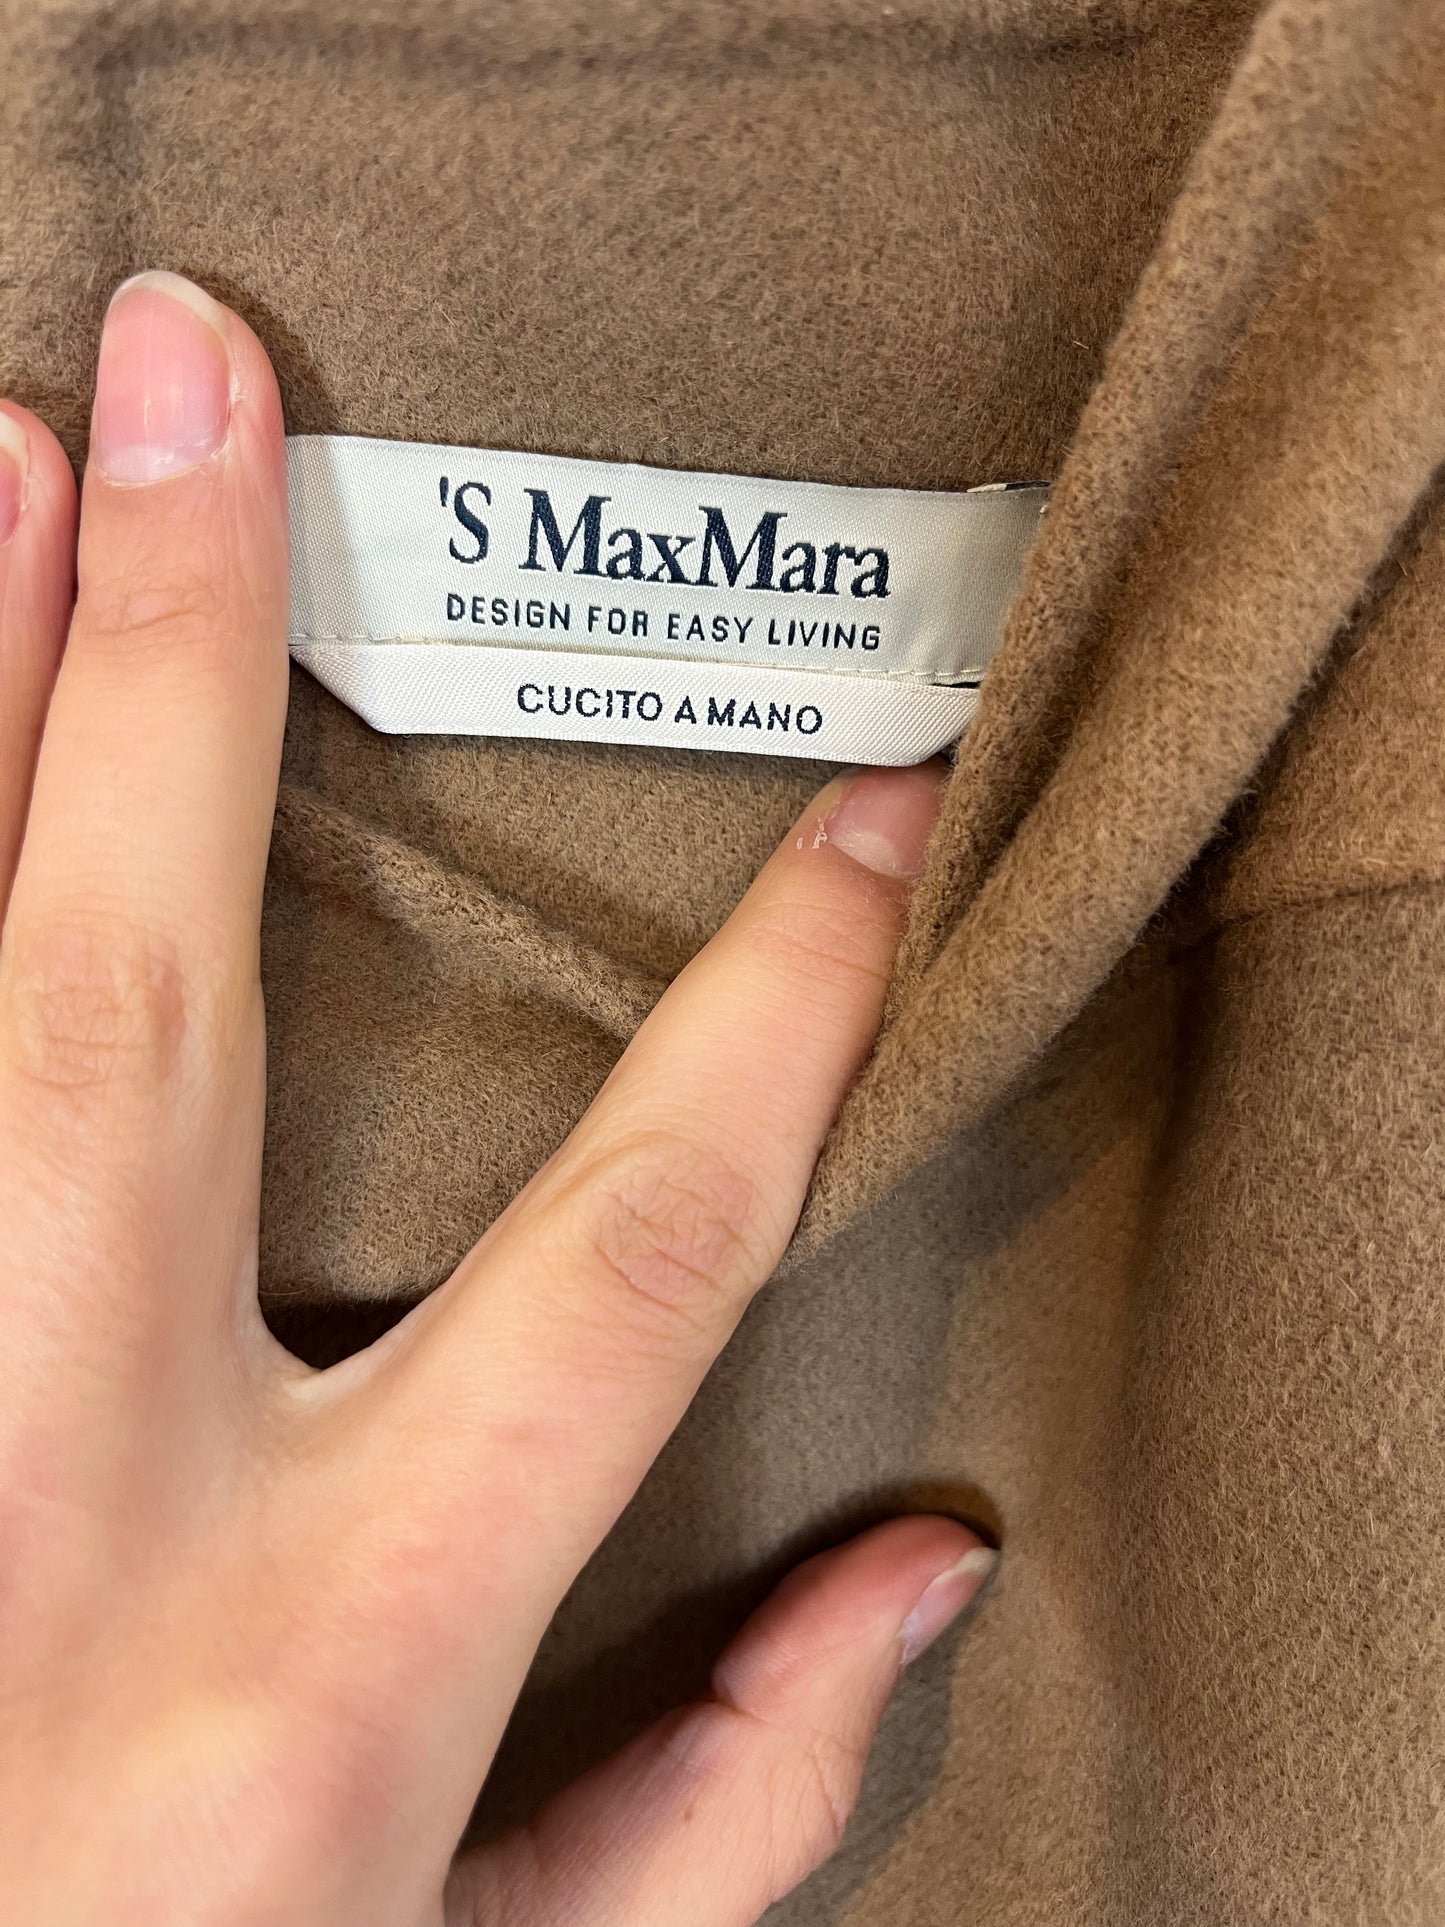 'S MaxMara
DESIGN FOR EASY LIVING
CUCITO A MANO